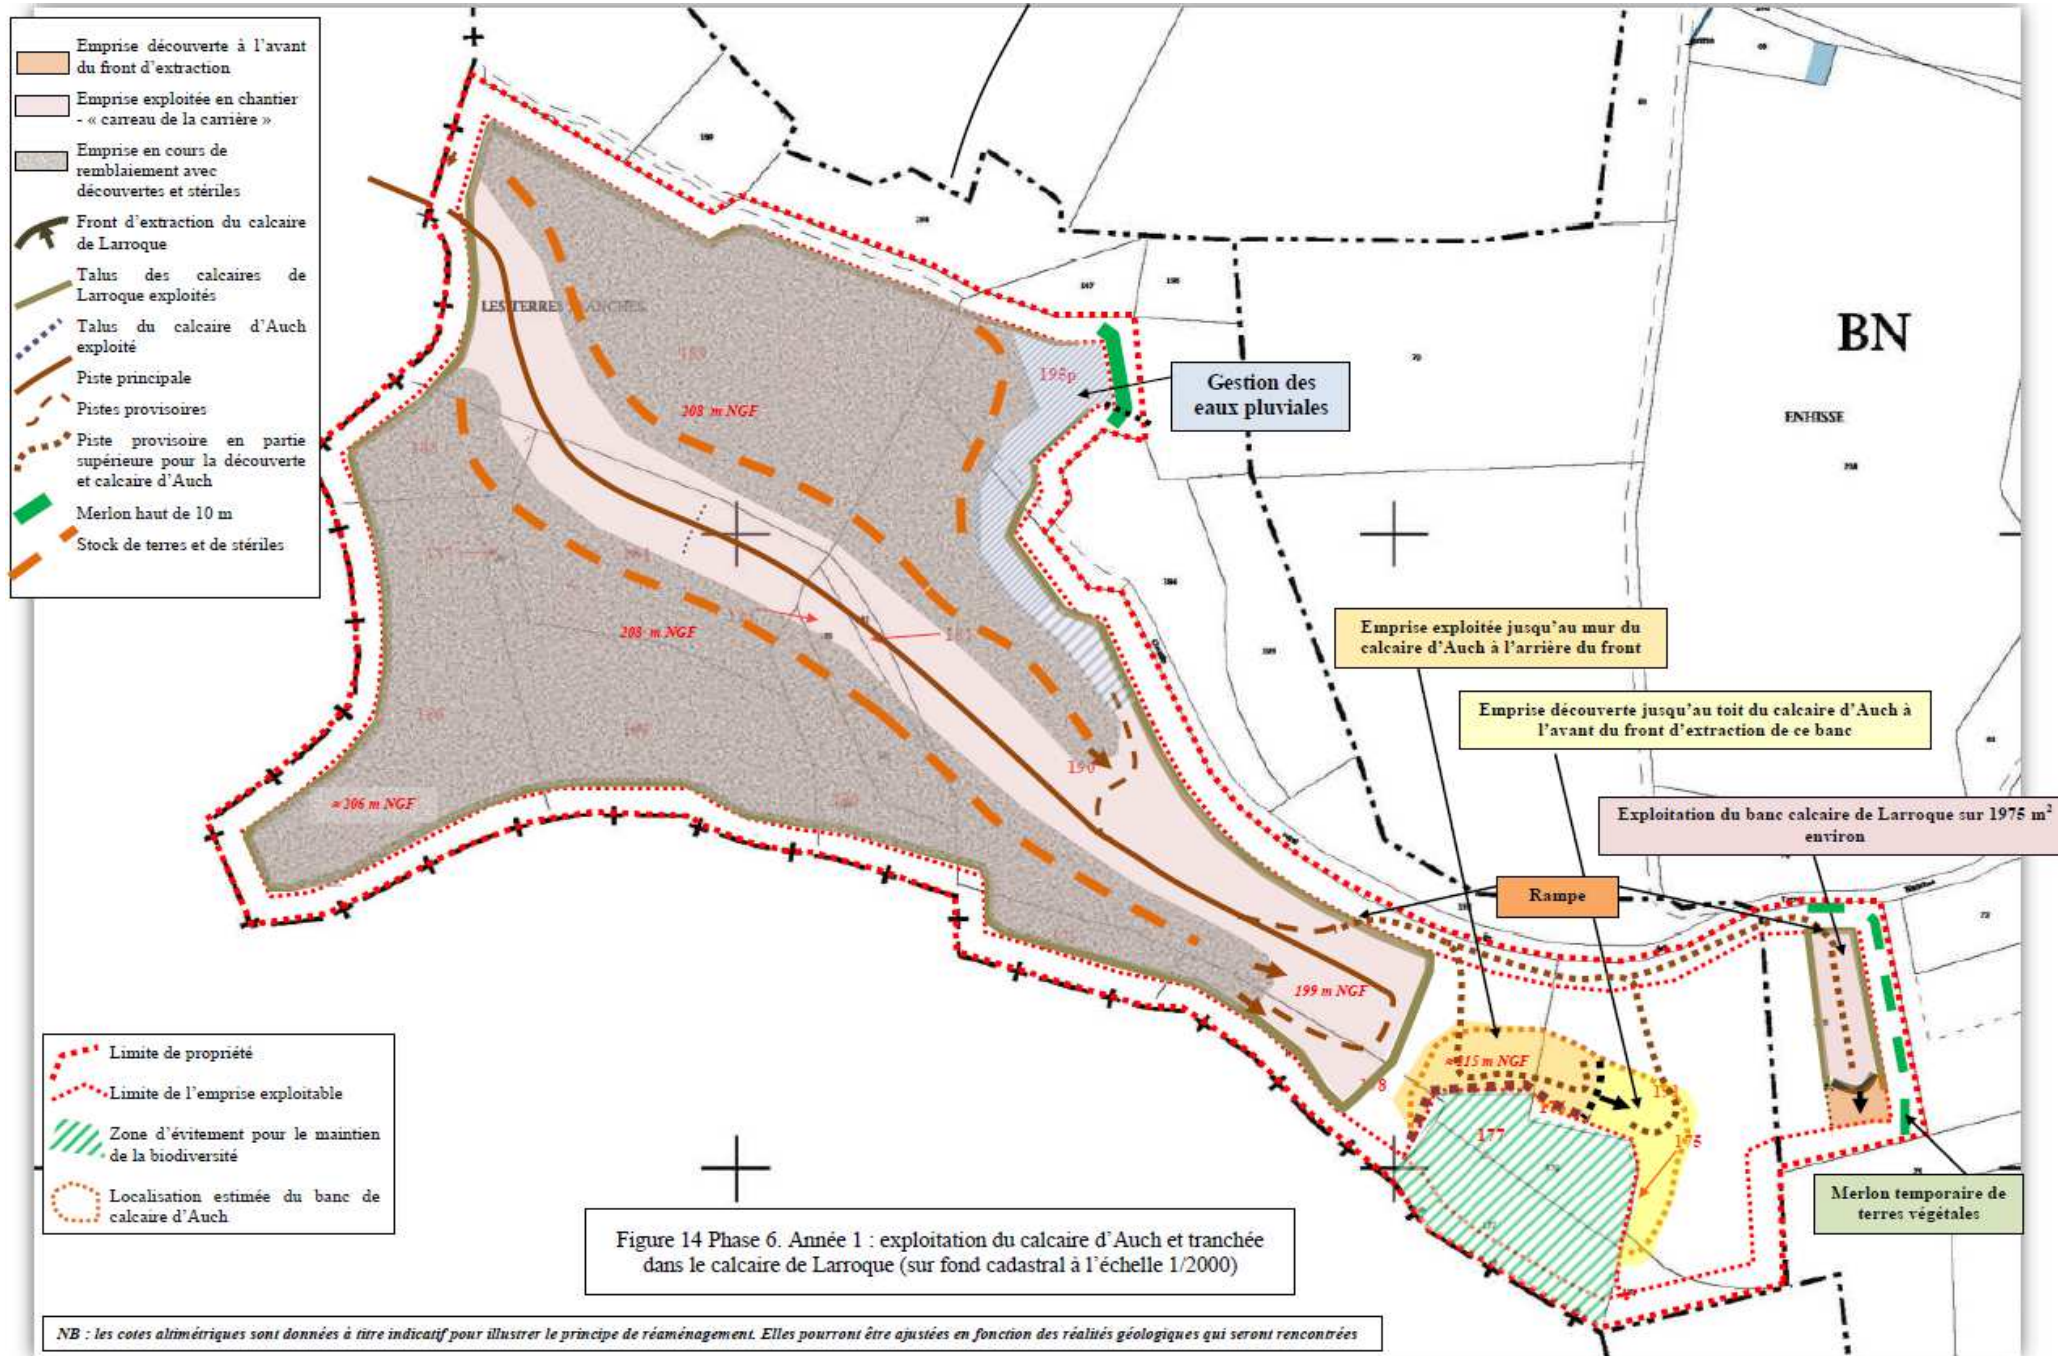 Emprise découverte à l'avant
du front d'extraction
Emprise exploitée en chantier
- « carreau de la carrière »
Emprise en cours de
remblaiement avec
découvertes et stériles
Front d'extraction du calcaire
de Larroque
Talus des calcaires de
Larroque exploités
Talus du calcaire d'Auch
exploité
Piste principale
Pistes provisoires
Piste provisoire en partie
supérieure pour la découverte
et calcaire d'Auch
Merlon haut de 10 m
Stock de terres et de stériles
LES TERRES BLANCHES
208 m NGF
198p
Gestion des
eaux pluviales
BN
ENHISSE
208 m NGF
≈ 206 m NGF
190
199 m NGF
Emprise exploitée jusqu'au mur du
calcaire d'Auch à l'arrière du front
Emprise découverte jusqu'au toit du calcaire d'Auch à
l'avant du front d'extraction de ce banc
Exploitation du banc calcaire de Larroque sur 1975 m²
environ
Rampe
177
175
Merlon temporaire de
terres végétales
Limite de propriété
Limite de l'emprise exploitable
Zone d'évitement pour le maintien
de la biodiversité
Localisation estimée du banc de
calcaire d'Auch
Figure 14 Phase 6. Année 1 : exploitation du calcaire d'Auch et tranchée
dans le calcaire de Larroque (sur fond cadastral à l'échelle 1/2000)
NB : les cotes altimétriques sont données à titre indicatif pour illustrer le principe de réaménagement. Elles pourront être ajustées en fonction des réalités géologiques qui seront rencontrées